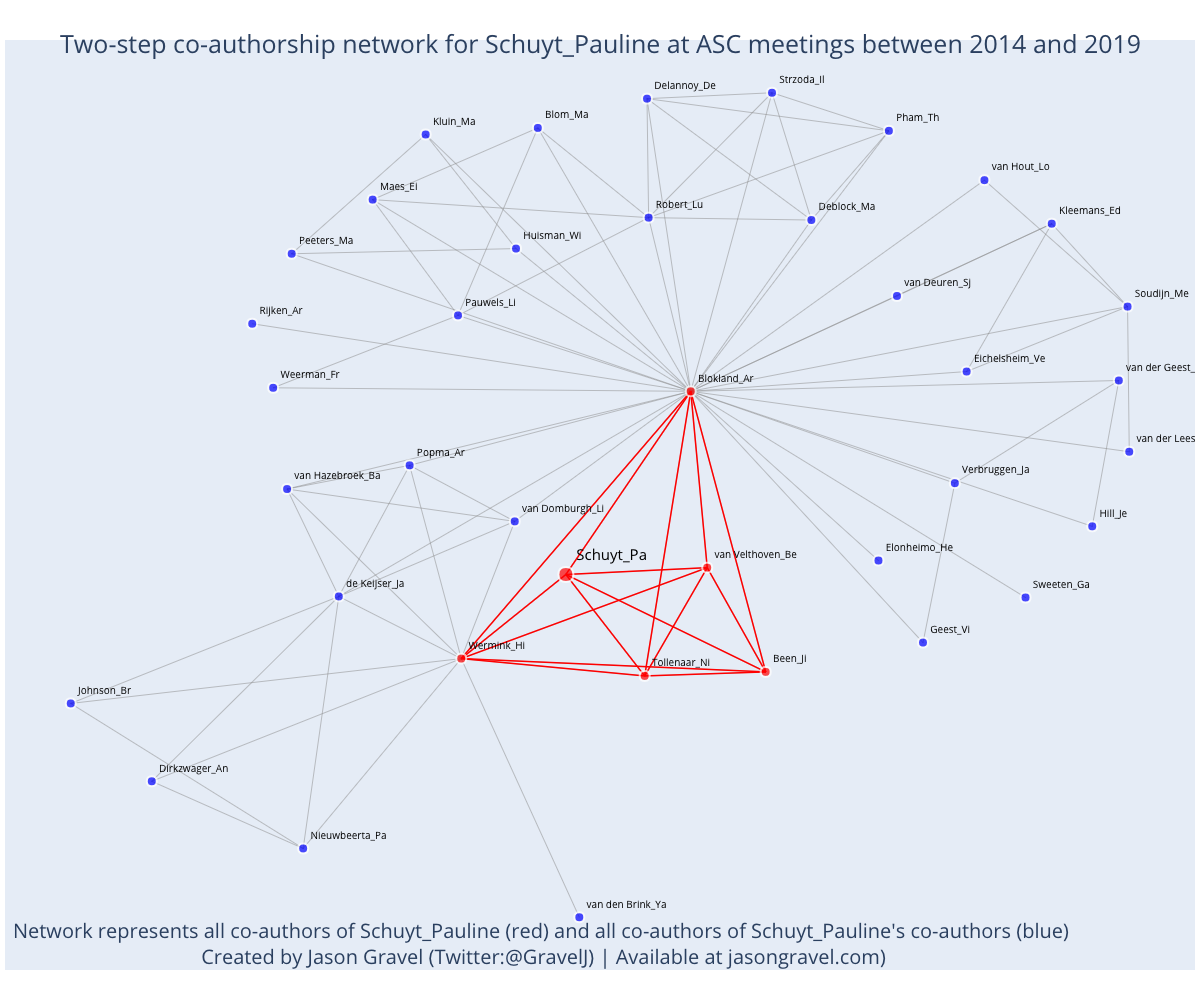 Two-step co-authorship network for Schuyt_Pauline at ASC meetings between 2014 and 2019
Strzoda_Il
Delannoy_De
Blom_Ma
Pham_Th
Kluin_Ma
van Hout_Lo
Maes_Ei
Robert_Lu
Deblock_Ma
Kleemans_Ed
Huisman_Wi
Peeters_Ma
van Deuren_Sj
Soudijn_Me
Pauwels_Li
Rijken_Ar
Eichelsheim_Ve
van der Geest_
Weerman_Fr
Blokland_Ar
van der Lees
Popma_Ar
Verbruggen_Ja
van Hazebroek_Ba
van Domburgh_Li
Hill_Je
Elonheimo_He
Schuyt_Pa
van Velthoven_Be
de Keijser_Ja
Sweeten_Ga
Geest_Vi
Wermink_Hi
Tollenaar_Ni
Been_Ji
Johnson_Br
Dirkzwager_An
Nieuwbeerta_Pa
van den Brink_Ya
Network represents all co-authors of Schuyt_Pauline (red) and all co-authors of Schuyt_Pauline's co-authors (blue)
Created by Jason Gravel (Twitter:@GravelJ) | Available at jasongravel.com)